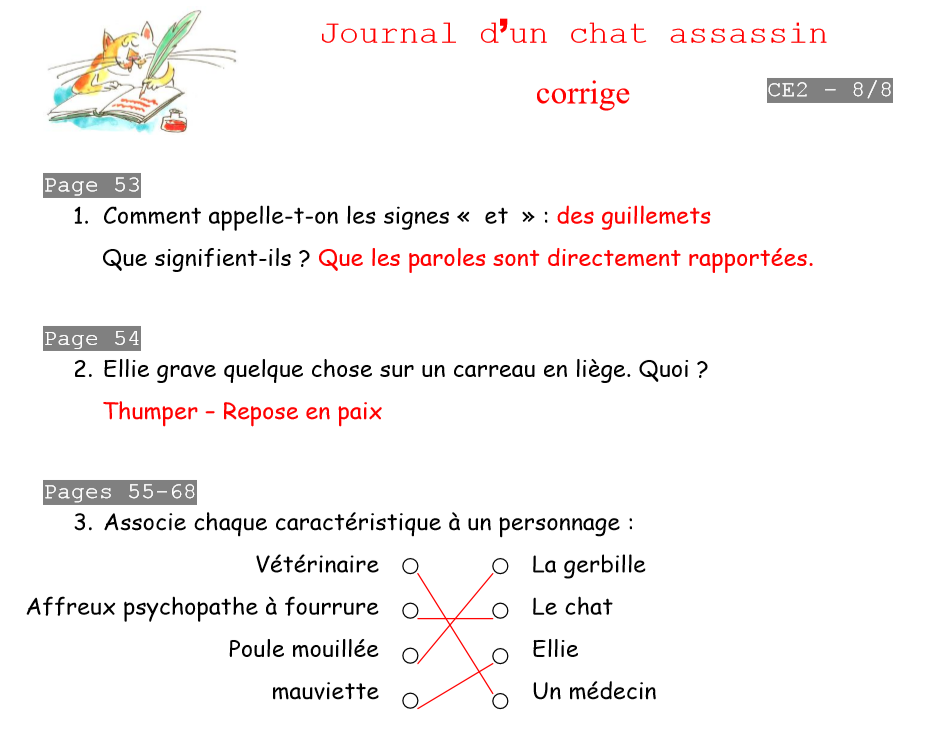 Journal d'un chat assassin
corrige
CE2 - 8/8
Page 53
1. Comment appelle-t-on les signes « et » : des guillemets
Que signifient-ils ? Que les paroles sont directement rapportées.
Page 54
2. Ellie grave quelque chose sur un carreau en liège. Quoi ?
Thumper – Repose en paix
Pages 55-68
3. Associe chaque caractéristique à un personnage :
Vétérinaire La gerbille
Affreux psychopathe à fourrure Le chat
Poule mouillée Ellie
mauviette Un médecin